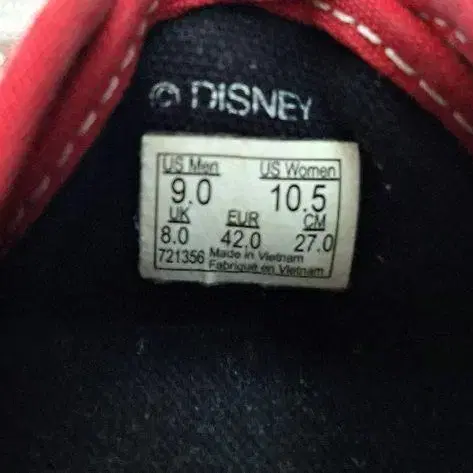 © DISNEY
US Men US Women
9.0 10.5
UK EUR CM
8.0 42.0 27.0
721356 Made in Vietnam
Fabriqué en Vietnam